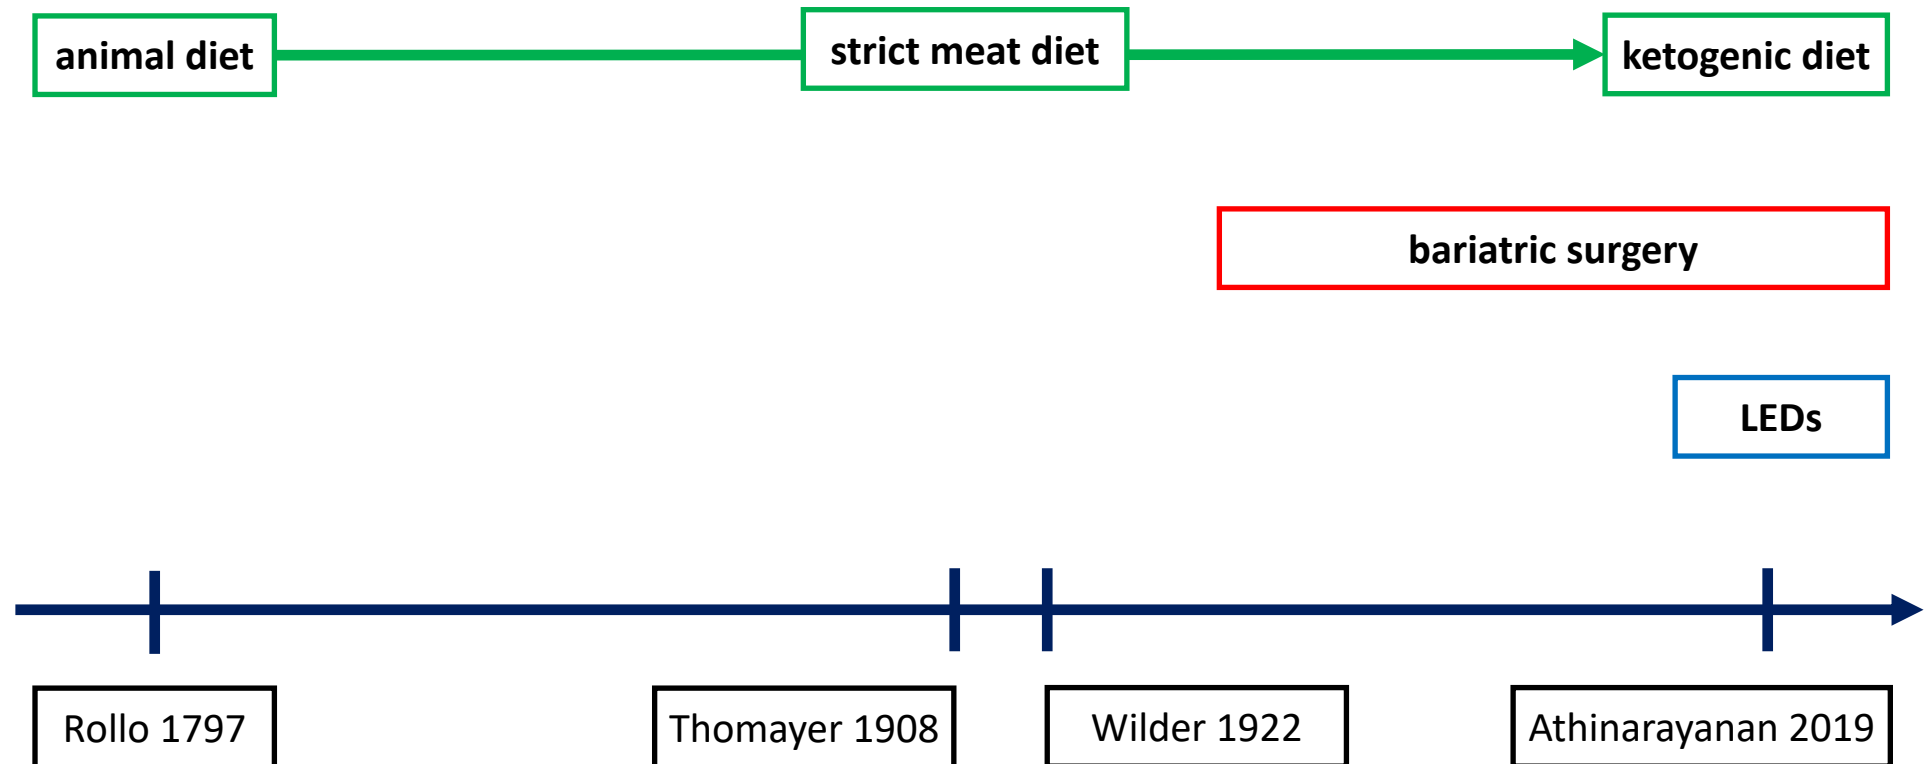 animal diet
strict meat diet
ketogenic diet
bariatric surgery
LEDs
Rollo 1797
Thomayer 1908
Wilder 1922
Athinarayanan 2019